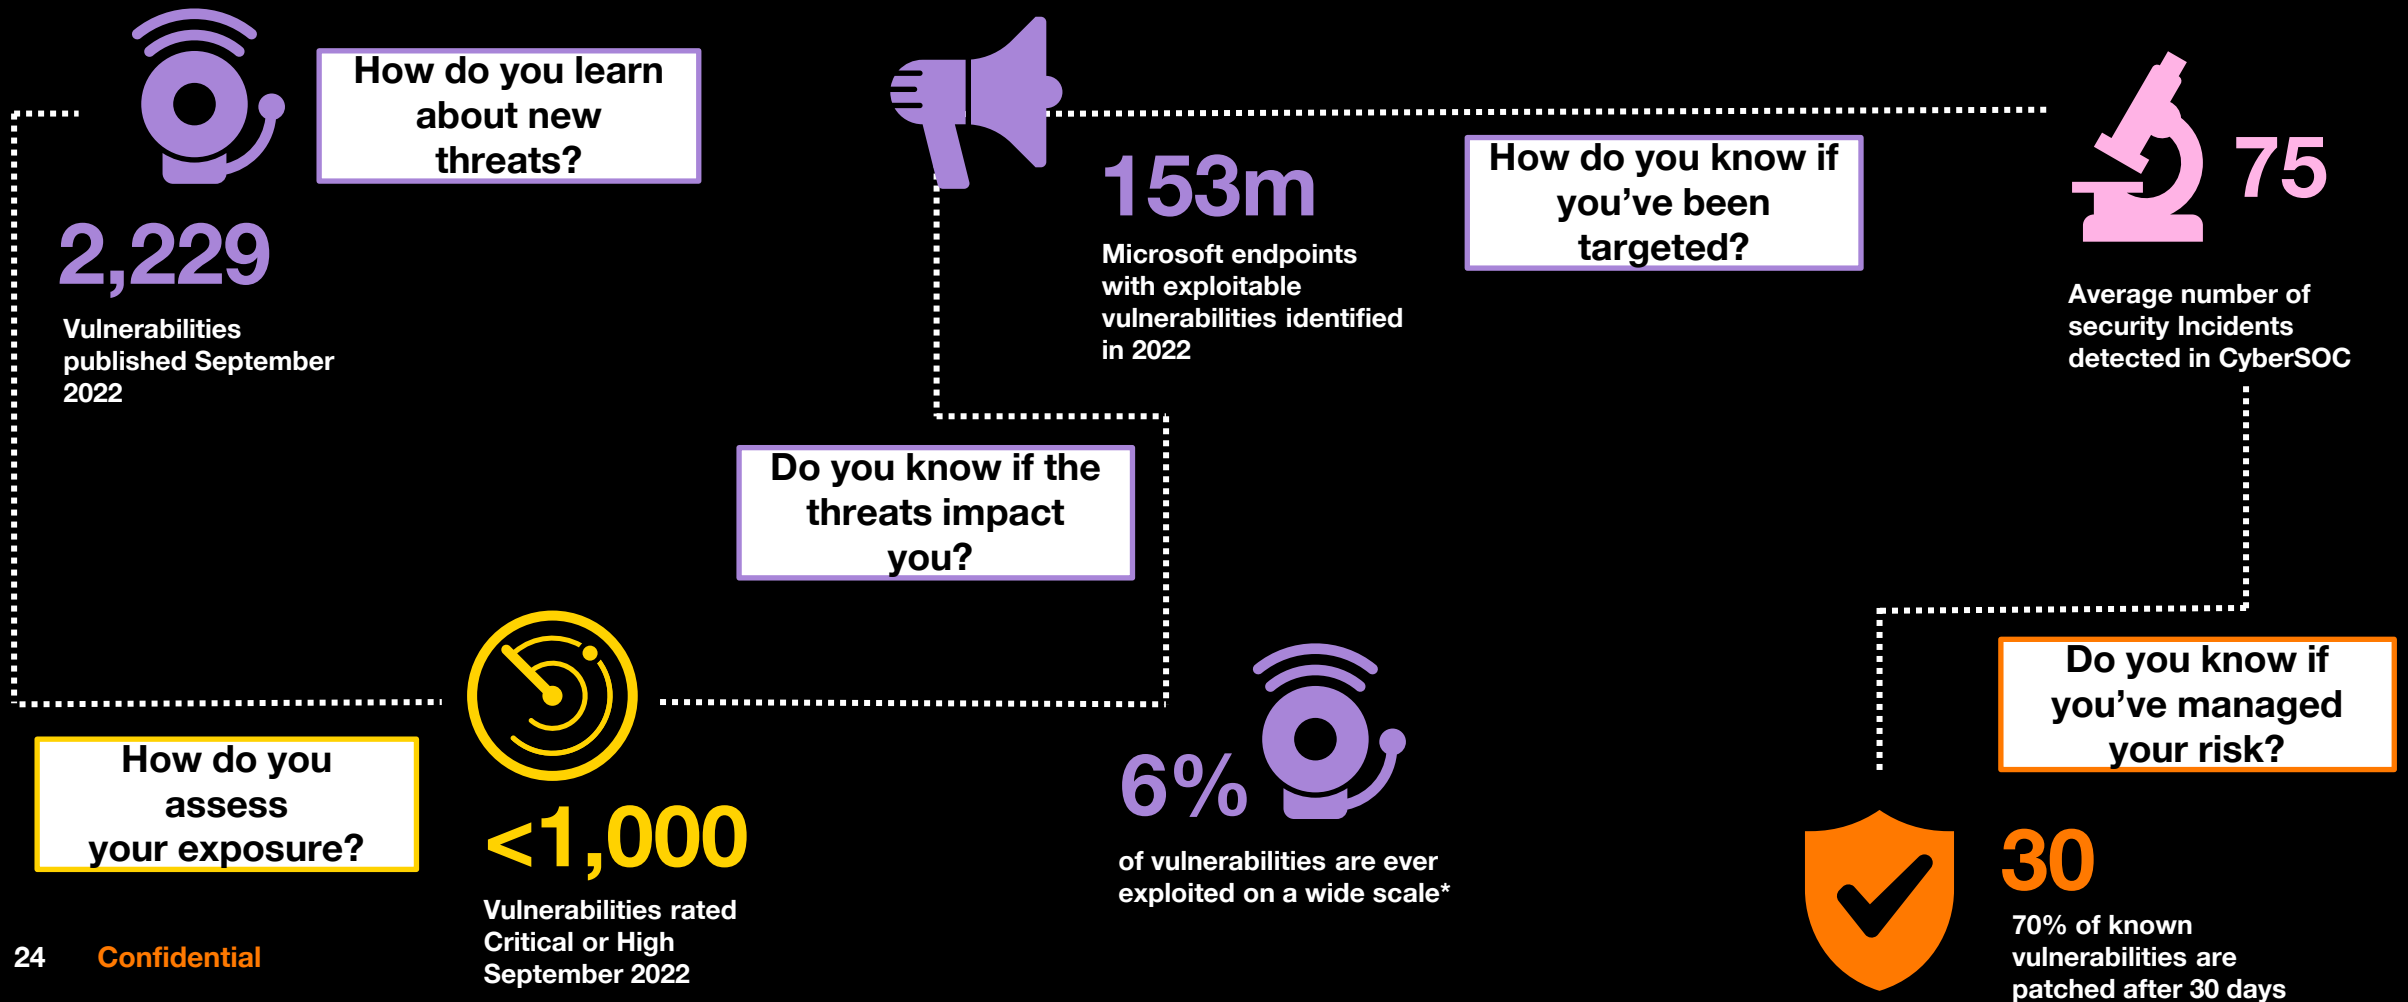 How do you learn
about new
threats?
2,229
Vulnerabilities
published September
2022
153m
Microsoft endpoints
with exploitable
vulnerabilities identified
in 2022
How do you know if
you’ve been
targeted?
75
Average number of
security Incidents
detected in CyberSOC
Do you know if the
threats impact
you?
How do you
assess
your exposure?
<1,000
Vulnerabilities rated
Critical or High
September 2022
6%
of vulnerabilities are ever
exploited on a wide scale*
Do you know if
you’ve managed
your risk?
30
70% of known
vulnerabilities are
patched after 30 days
24 Confidential